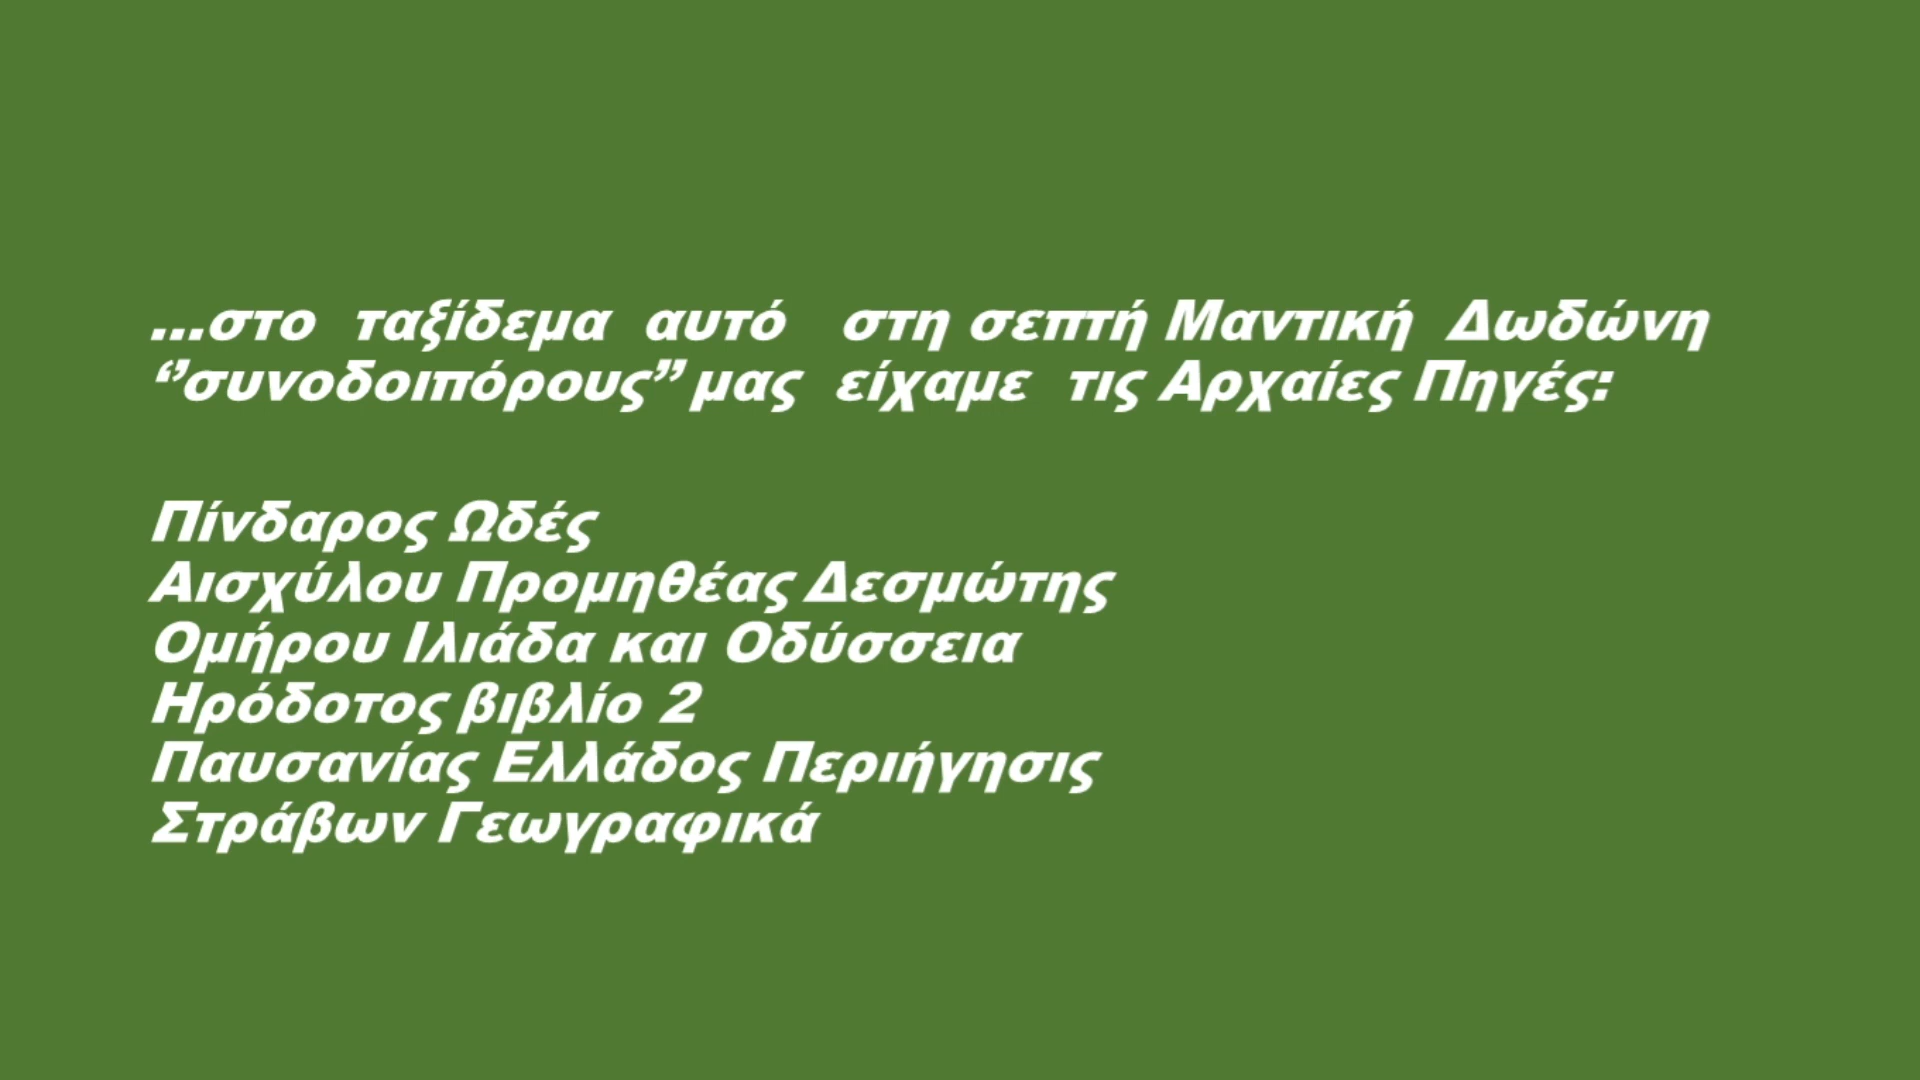 ...στο ταξίδεμα αυτό στη σεπτή Μαντική Δωδώνη
‘’συνοδοιπόρους’’ μας είχαμε τις Αρχαίες Πηγές:
Πίνδαρος Ωδές
Αισχύλου Προμηθέας Δεσμώτης
Ομήρου Ιλιάδα και Οδύσσεια
Ηρόδοτος βιβλίο 2
Παυσανίας Ελλάδος Περιήγησις
Στράβων Γεωγραφικά